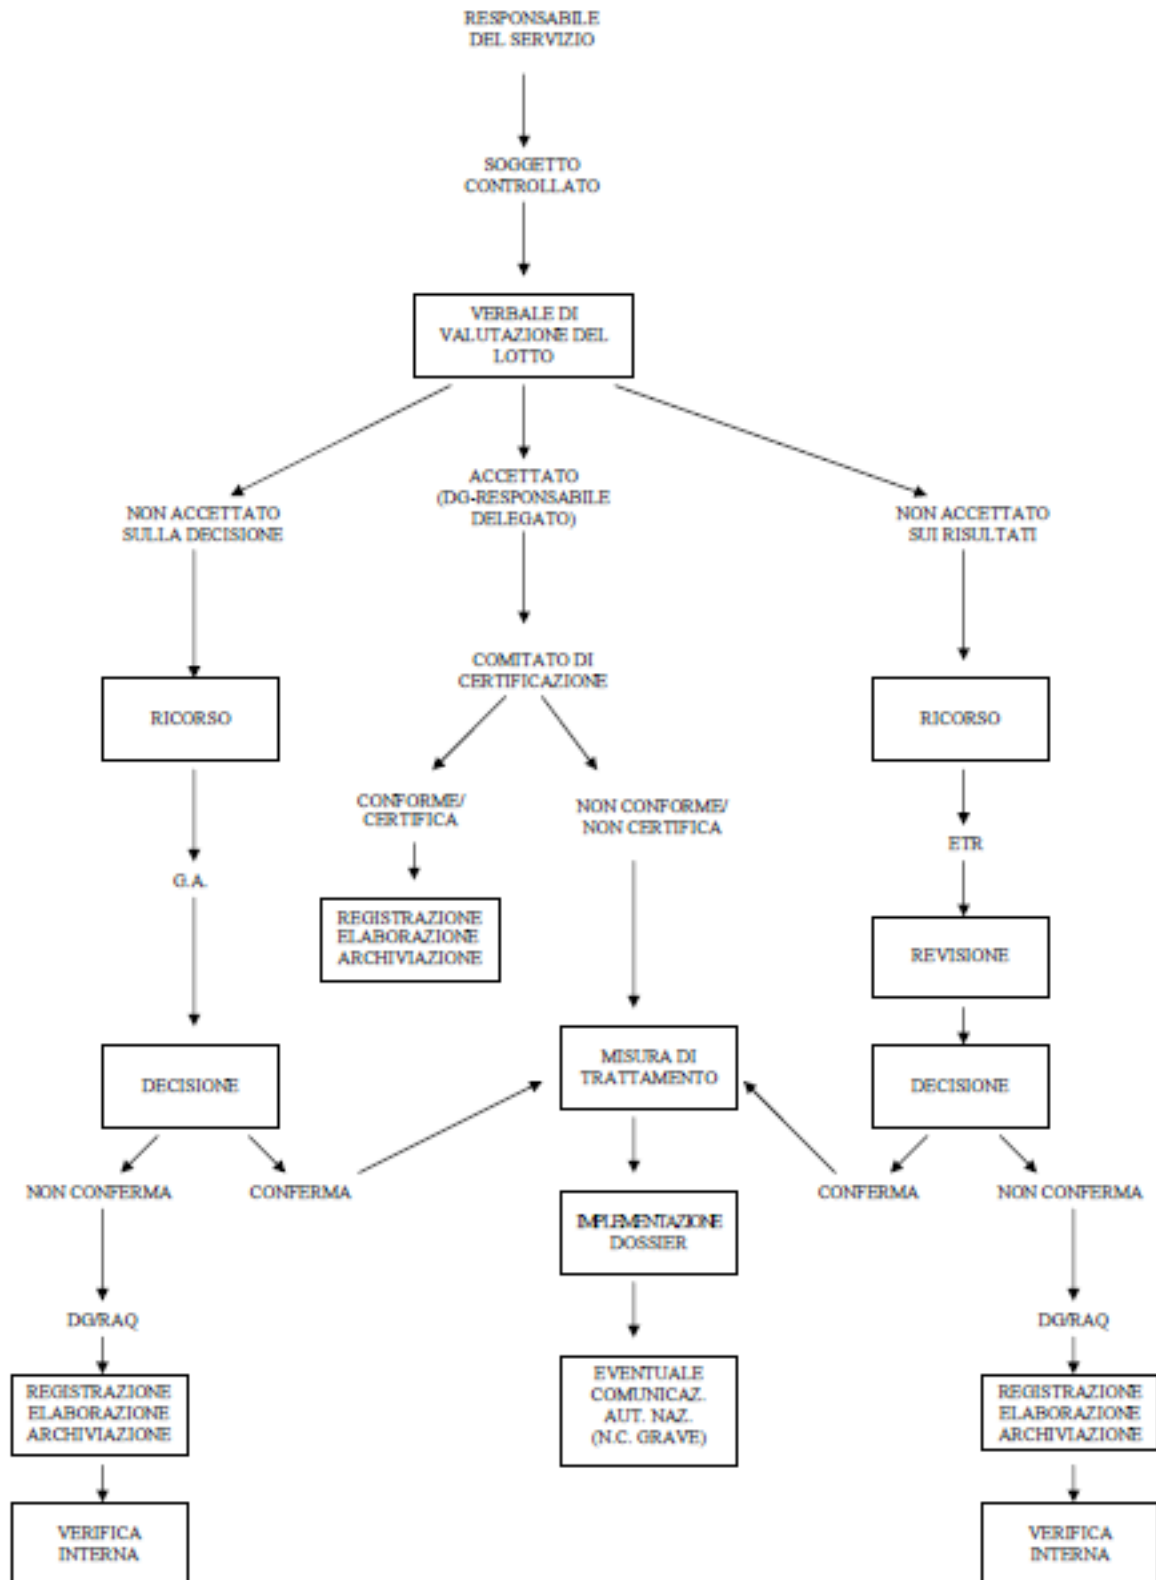 RESPONSABILE
DEL SERVIZIO
SOGGETTO
CONTROLLATO
VERBALE DI
VALUTAZIONE DEL
LOTTO
NON ACCETTATO
SULLA DECISIONE
ACCETTATO
(DG-RESPONSABILE
DELEGATO)
NON ACCETTATO
SUI RISULTATI
RICORSO
COMITATO DI
CERTIFICAZIONE
RICORSO
CONFORME/
CERTIFICA
NON CONFORME/
NON CERTIFICA
ETR
G.A.
REGISTRAZIONE
ELABORAZIONE
ARCHIVIAZIONE
REVISIONE
DECISIONE
MISURA DI
TRATTAMENTO
DECISIONE
NON CONFERMA
CONFERMA
CONFERMA
NON CONFERMA
IMPLEMENTAZIONE
DOSSIER
DG/RAQ
DG/RAQ
REGISTRAZIONE
ELABORAZIONE
ARCHIVIAZIONE
EVENTUALE
COMUNICAZ.
AUT. NAZ.
(N.C. GRAVE)
REGISTRAZIONE
ELABORAZIONE
ARCHIVIAZIONE
VERIFICA
INTERNA
VERIFICA
INTERNA